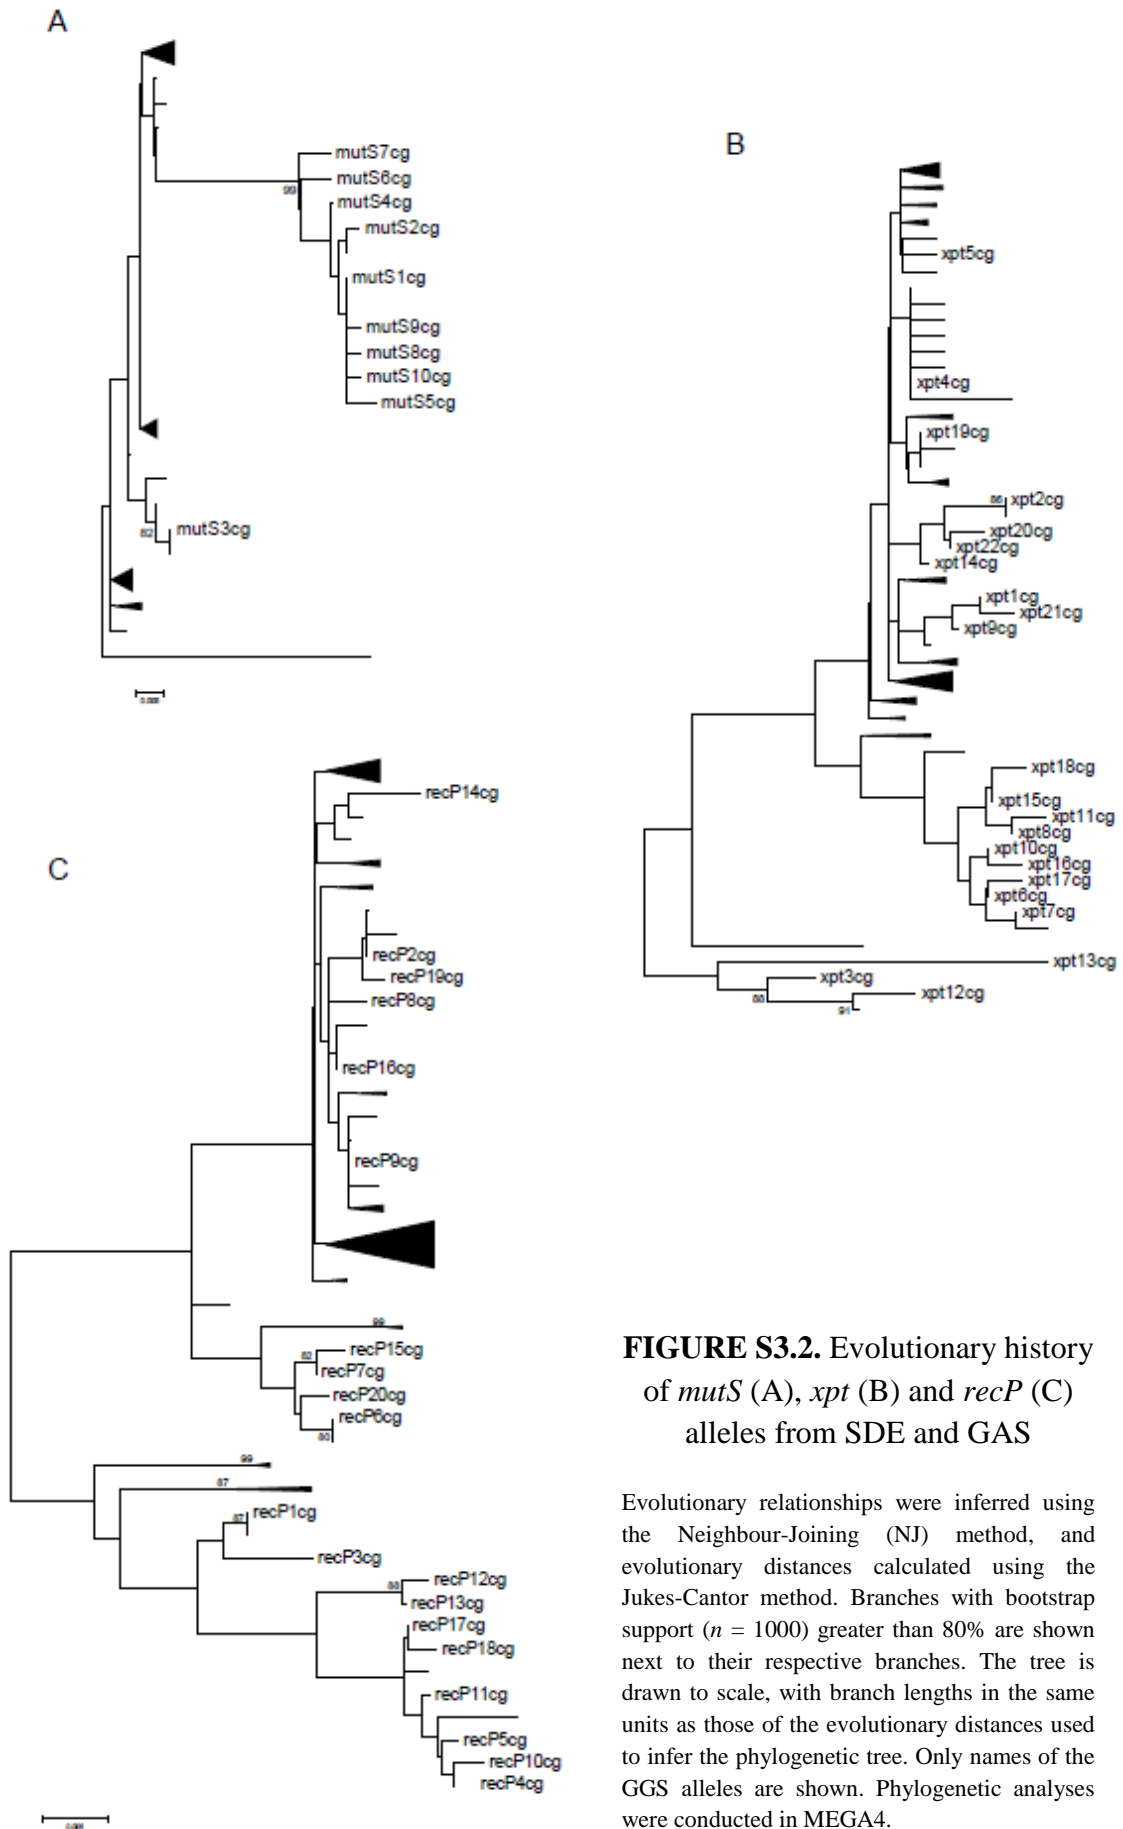 A
mutS7cg
99
mutS6cg
mutS4cg
mutS2cg
mutS1cg
mutS9cg
mutS8cg
mutS10cg
mutS5cg
82
mutS3cg
B
xpt5cg
xpt4cg
xpt19cg
86
xpt2cg
xpt20cg
xpt22cg
xpt14cg
xpt1cg
xpt21cg
xpt9cg
xpt18cg
xpt15cg
xpt11cg
xpt8cg
xpt10cg
xpt16cg
xpt17cg
xpt6cg
xpt7cg
xpt13cg
xpt3cg
88
xpt12cg
91
C
recP14cg
recP2cg
recP19cg
recP8cg
recP16cg
recP9cg
99
recP15cg
82
recP7cg
recP20cg
recP6cg
80
99
87
recP1cg
87
recP3cg
recP12cg
88
recP13cg
recP17cg
recP18cg
recP11cg
recP5cg
recP10cg
recP4cg
FIGURE S3.2. Evolutionary history
of mutS (A), xpt (B) and recP (C)
alleles from SDE and GAS
Evolutionary relationships were inferred using
the Neighbour-Joining (NJ) method, and
evolutionary distances calculated using the
Jukes-Cantor method. Branches with bootstrap
support (n = 1000) greater than 80% are shown
next to their respective branches. The tree is
drawn to scale, with branch lengths in the same
units as those of the evolutionary distances used
to infer the phylogenetic tree. Only names of the
GGS alleles are shown. Phylogenetic analyses
were conducted in MEGA4.